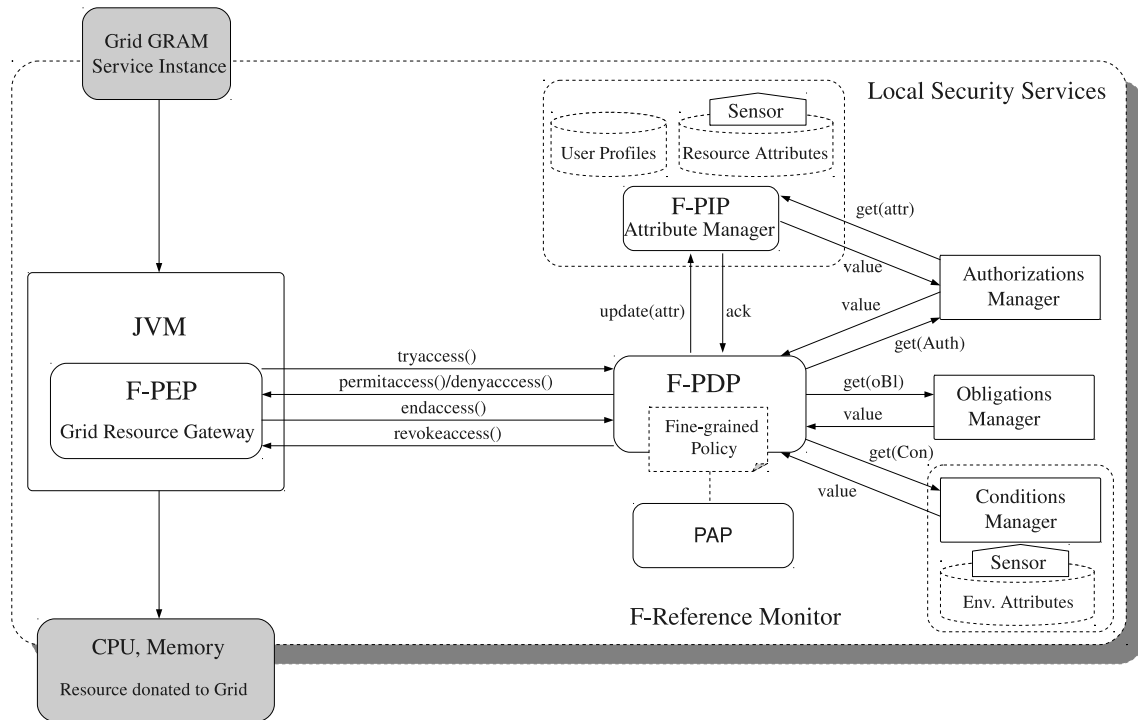 Grid GRAM
Service Instance
Local Security Services
Sensor
User Profiles
Resource Attributes
F-PIP
Attribute Manager
get(attr)
value
Authorizations
Manager
update(attr)
ack
value
get(Auth)
JVM
F-PEP
Grid Resource Gateway
tryaccess()
permitaccess()/denyacccess()
endaccess()
revokeaccess()
F-PDP
Fine-grained
Policy
get(oBl)
value
Obligations
Manager
get(Con)
value
Conditions
Manager
PAP
Sensor
Env. Attributes
F-Reference Monitor
CPU, Memory
Resource donated to Grid